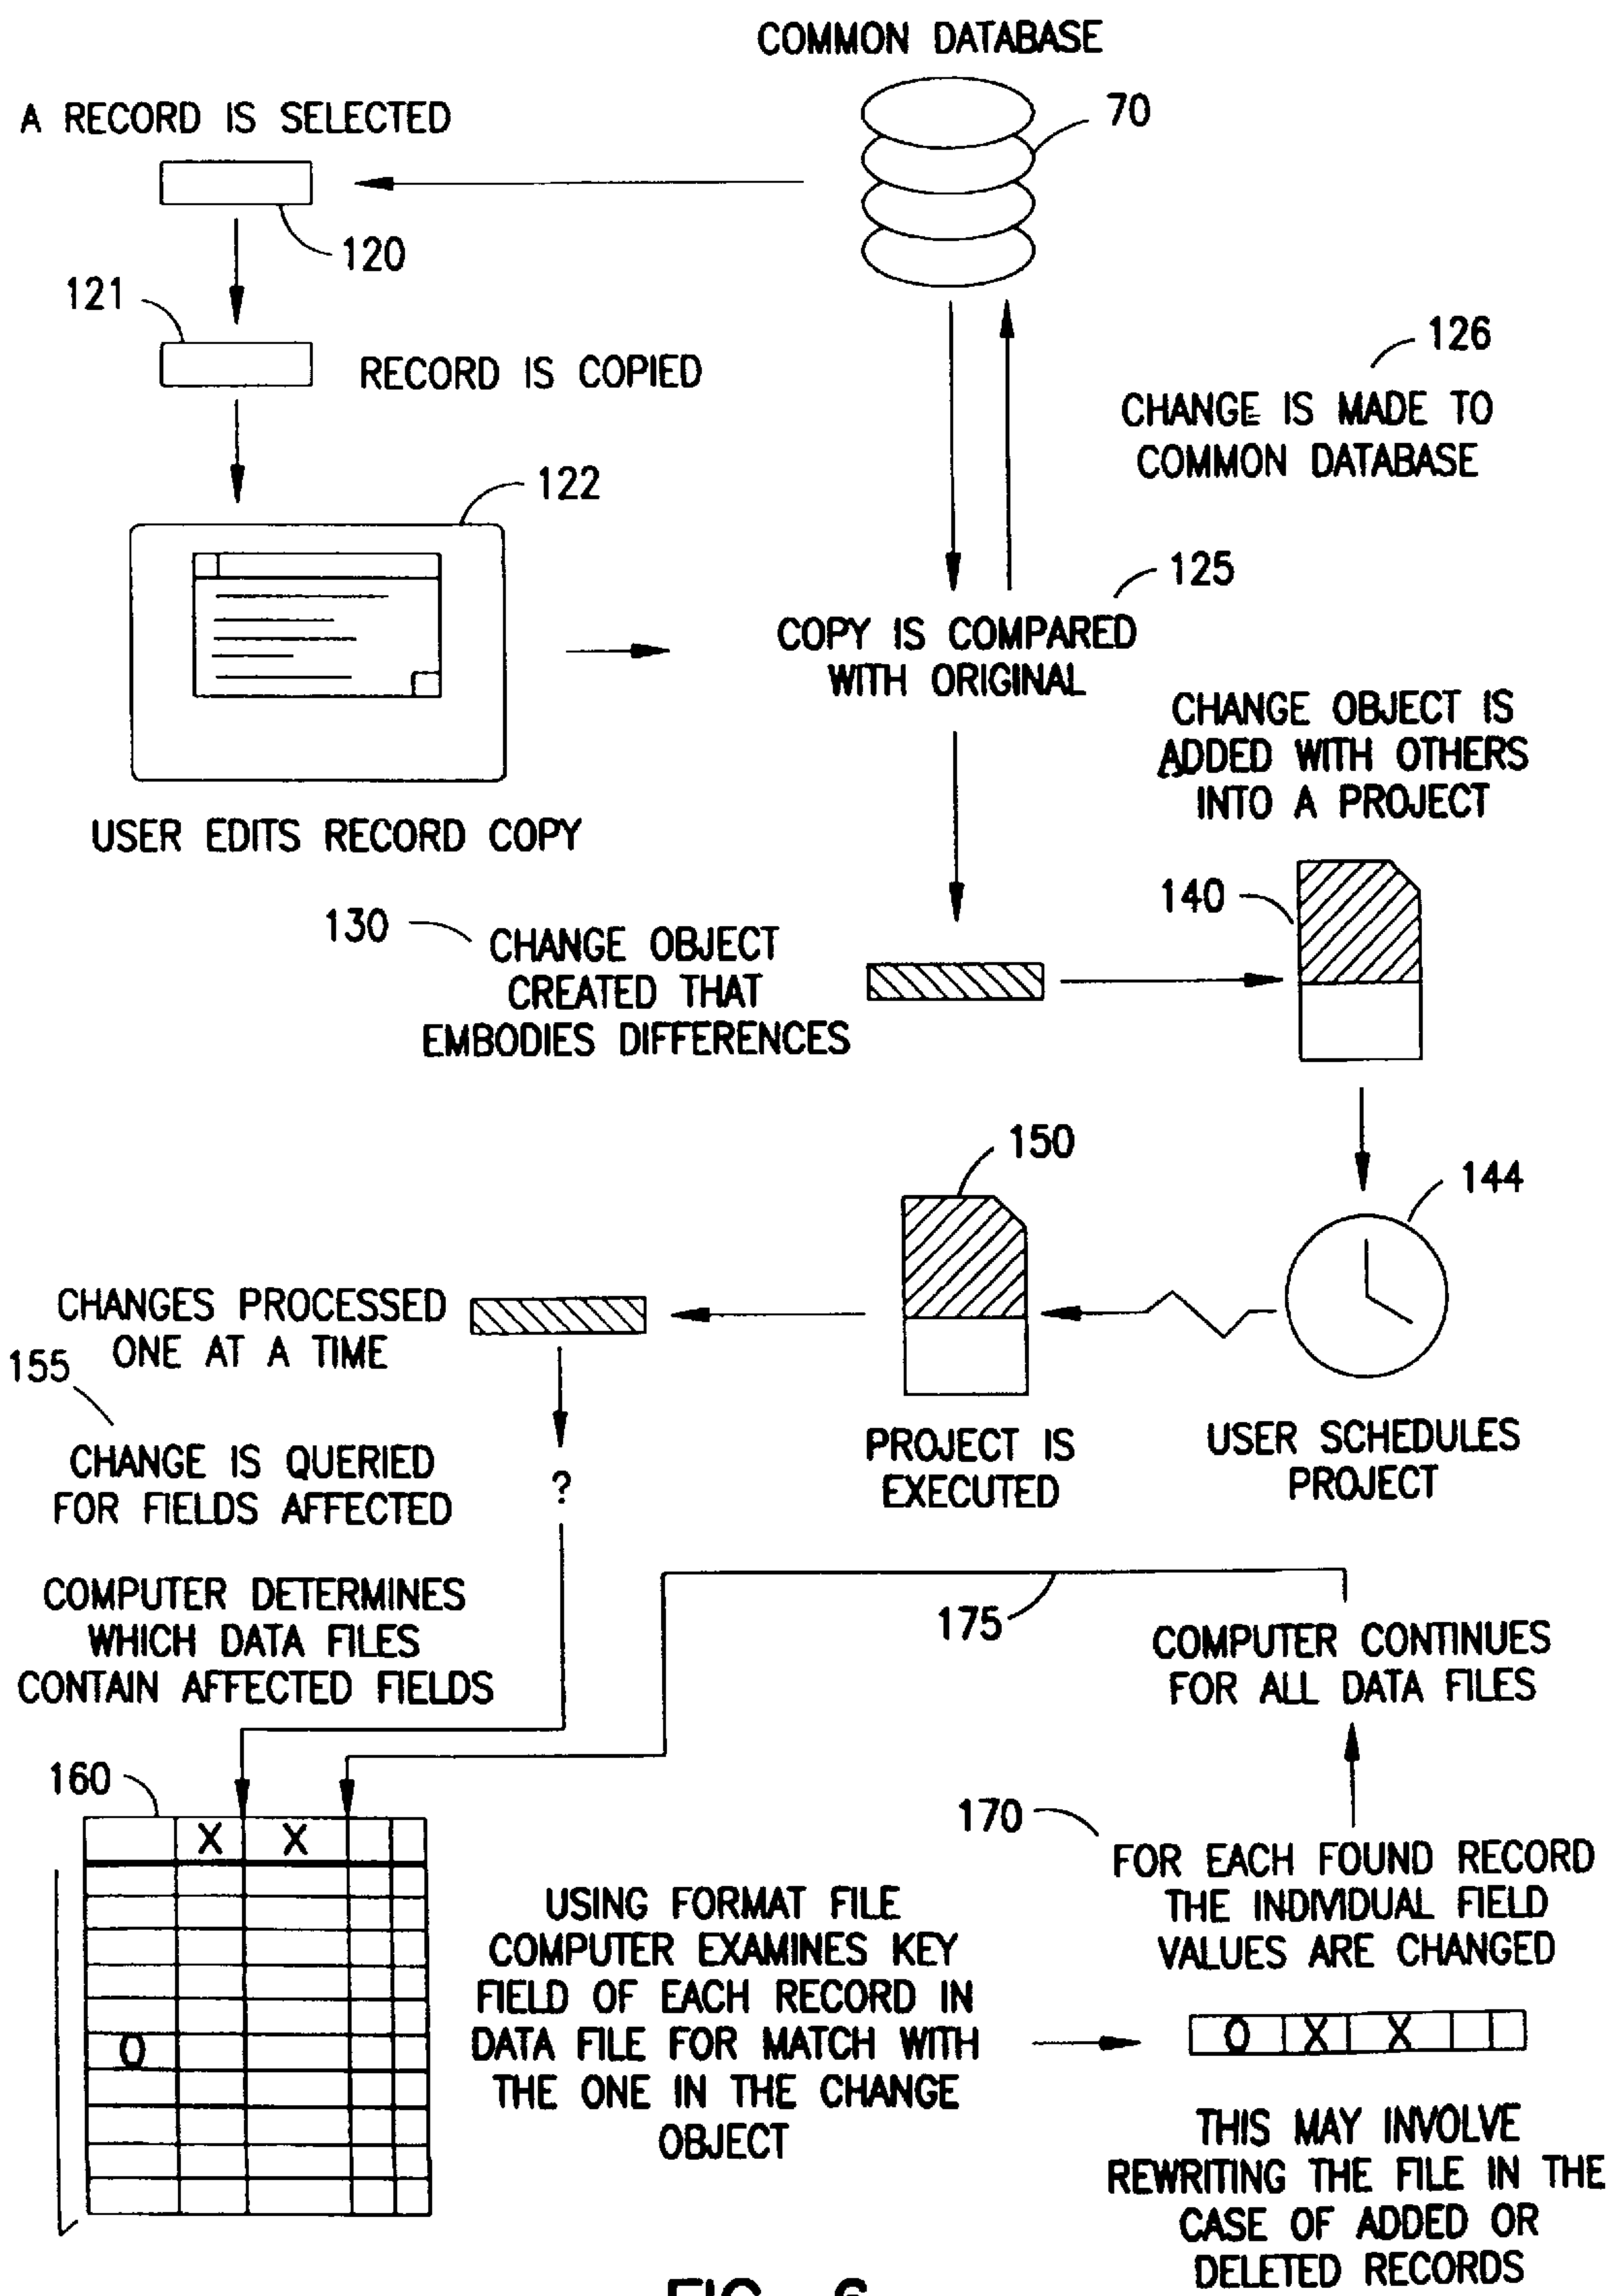 COMMON DATABASE
70
A RECORD IS SELECTED
120
121
RECORD IS COPIED
126
CHANGE IS MADE TO
COMMON DATABASE
122
125
COPY IS COMPARED
WITH ORIGINAL
USER EDITS RECORD COPY
CHANGE OBJECT IS
ADDED WITH OTHERS
INTO A PROJECT
140
130
CHANGE OBJECT
CREATED THAT
EMBODIES DIFFERENCES
150
144
CHANGES PROCESSED
ONE AT A TIME
155
CHANGE IS QUERIED
FOR FIELDS AFFECTED
?
PROJECT IS
EXECUTED
USER SCHEDULES
PROJECT
COMPUTER DETERMINES
WHICH DATA FILES
CONTAIN AFFECTED FIELDS
175
COMPUTER CONTINUES
FOR ALL DATA FILES
160
X X
O
170
FOR EACH FOUND RECORD
THE INDIVIDUAL FIELD
VALUES ARE CHANGED
USING FORMAT FILE
COMPUTER EXAMINES KEY
FIELD OF EACH RECORD IN
DATA FILE FOR MATCH WITH
THE ONE IN THE CHANGE
OBJECT
O X X
THIS MAY INVOLVE
REWRITING THE FILE IN THE
CASE OF ADDED OR
DELETED RECORDS
FIG. 6